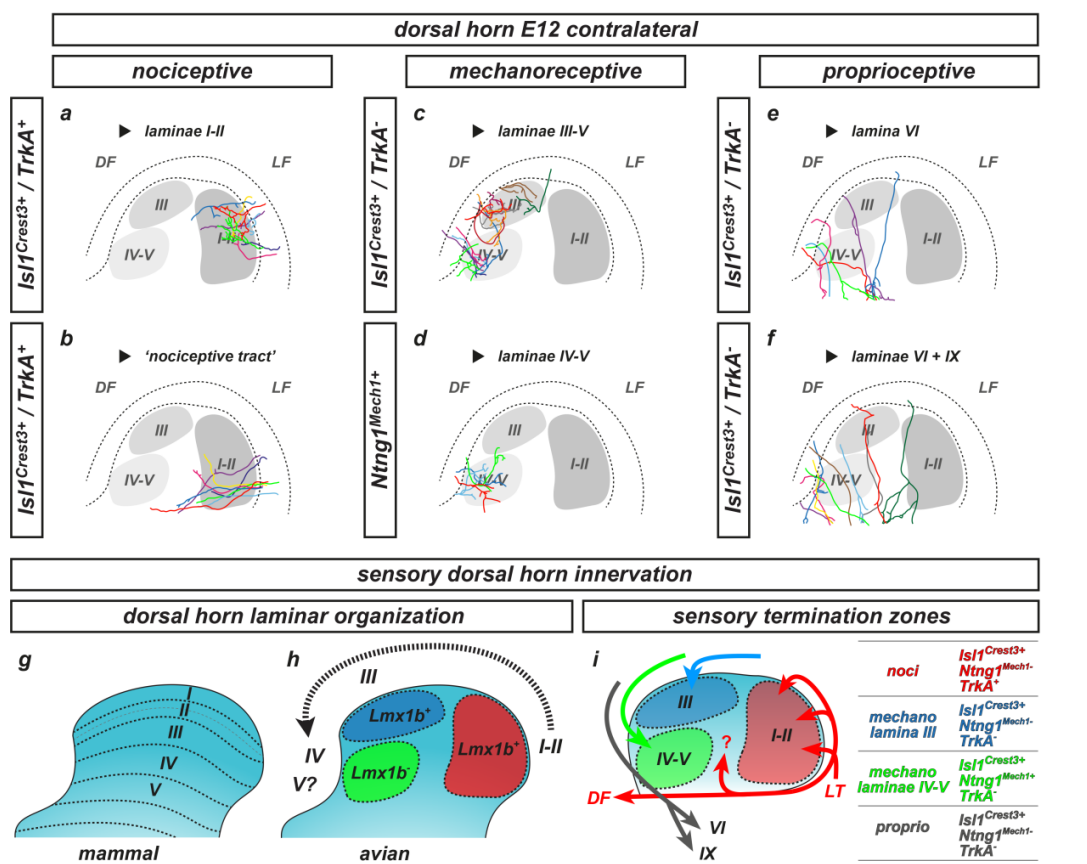 dorsal horn E12 contralateral
nociceptive
mechanoreceptive
proprioceptive
Isl1Crest3+ / TrkA+
a
laminae I-II
DF
LF
III
I-II
IV-V
Isl1Crest3+ / TrkA-
c
laminae III-V
DF
LF
III
I-II
IV-V
Isl1Crest3+ / TrkA-
e
lamina VI
DF
LF
III
I-II
IV-V
Isl1Crest3+ / TrkA+
b
‘nociceptive tract’
DF
LF
III
I-II
IV-V
Ntng1Mech1+
d
laminae IV-V
DF
LF
III
I-II
IV-V
Isl1Crest3+ / TrkA-
f
laminae VI + IX
DF
LF
III
I-II
IV-V
sensory dorsal horn innervation
dorsal horn laminar organization
sensory termination zones
g
I
II
III
IV
V
mammal
h
III
Lmx1b+
Lmx1b+
Lmx1b-
I-II
IV
V?
avian
i
III
I-II
?
IV-V
DF
LT
VI
IX
noci
Isl1Crest3+
Ntng1Mech1-
TrkA+
mechano
lamina III
Isl1Crest3+
Ntng1Mech1-
TrkA-
mechano
laminae IV-V
Isl1Crest3+
Ntng1Mech1+
TrkA-
proprio
Isl1Crest3+
Ntng1Mech1-
TrkA-